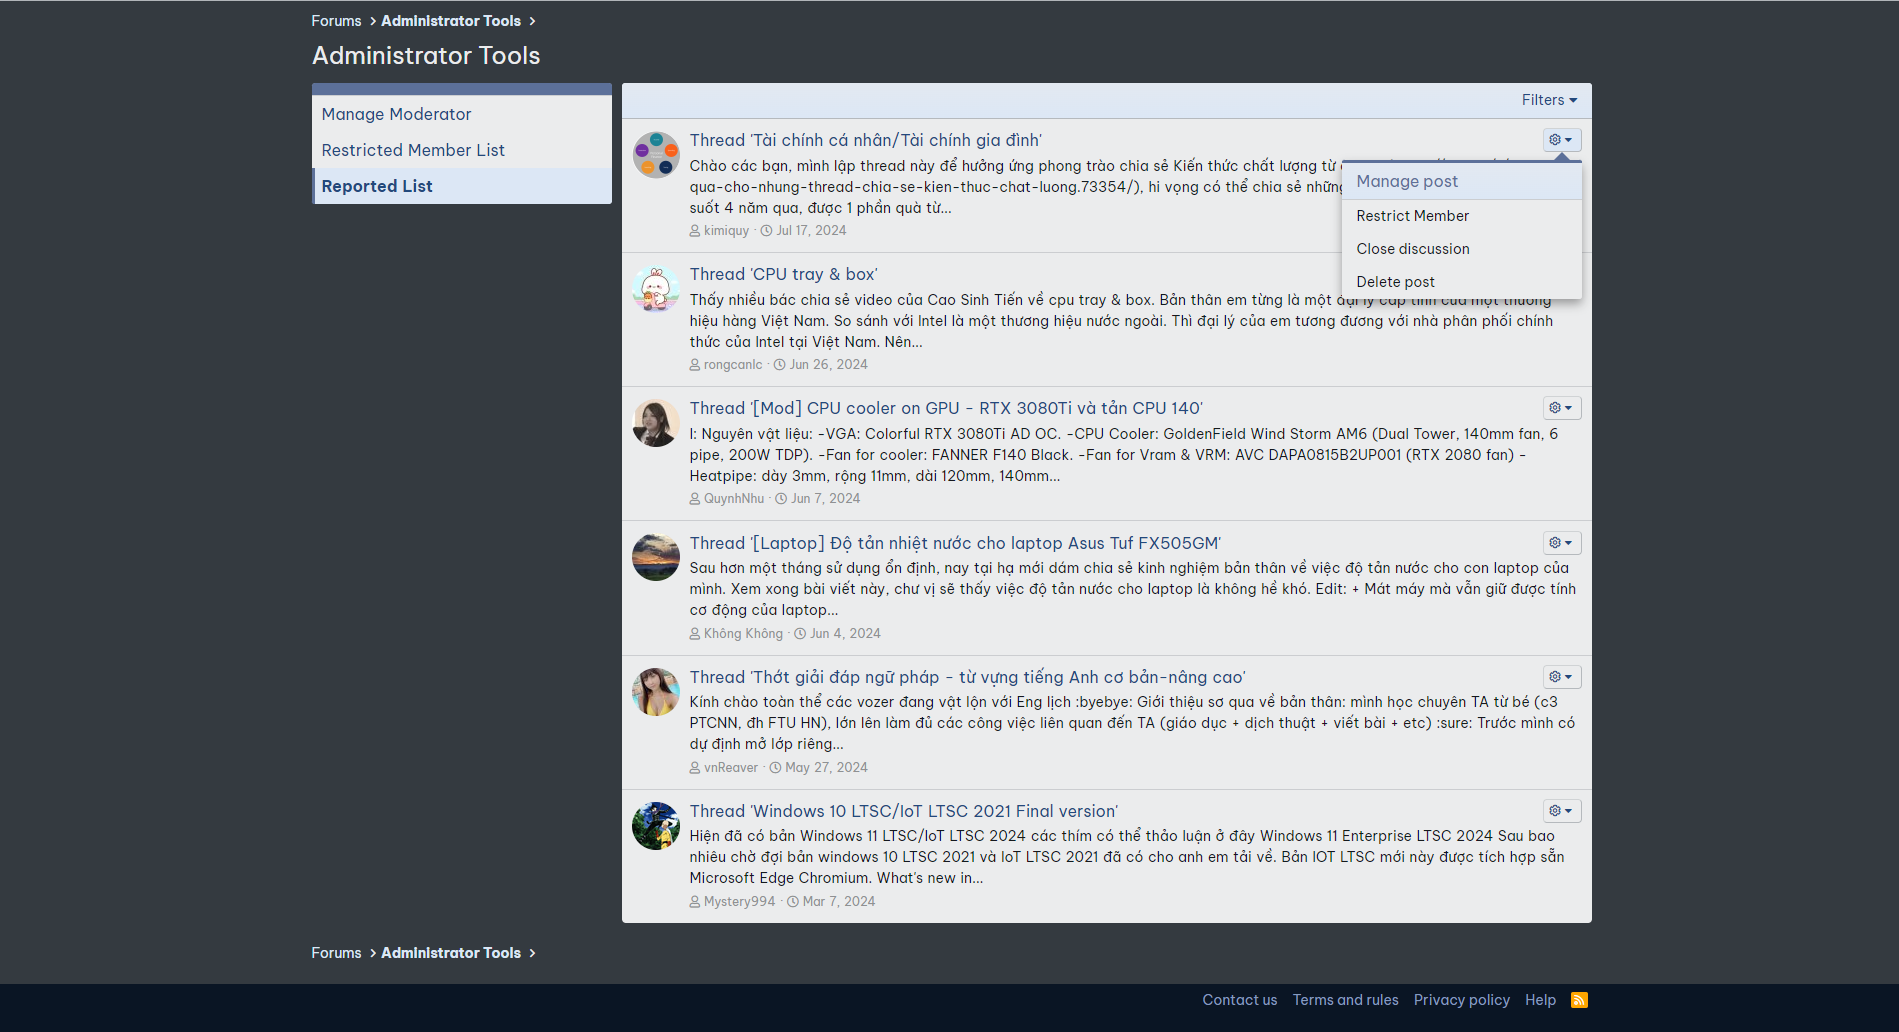 Forums > Administrator Tools >
Administrator Tools
Manage Moderator
Restricted Member List
Reported List
Filters
Thread 'Tài chính cá nhân/Tài chính gia đình'
Chào các bạn, mình lập thread này để hưởng ứng phong trào chia sẻ Kiến thức chất lượng từ
qua-cho-nhung-thread-chia-se-kien-thuc-chat-luong.73354/), hi vọng có thể chia sẻ những
suốt 4 năm qua, được 1 phần quà từ...
kimiquy · Jul 17, 2024
Manage post
Restrict Member
Close discussion
Delete post
Thread 'CPU tray & box'
Thấy nhiều bác chia sẻ video của Cao Sinh Tiến về cpu tray & box. Bản thân em từng là một đại lý cấp tỉnh của một thương
hiệu hàng Việt Nam. So sánh với Intel là một thương hiệu nước ngoài. Thì đại lý của em tương đương với nhà phân phối chính
thức của Intel tại Việt Nam. Nên...
rongcanlc · Jun 26, 2024
Thread '[Mod] CPU cooler on GPU - RTX 3080Ti và tản CPU 140'
I: Nguyên vật liệu: -VGA: Colorful RTX 3080Ti AD OC. -CPU Cooler: GoldenField Wind Storm AM6 (Dual Tower, 140mm fan, 6
pipe, 200W TDP). -Fan for cooler: FANNER F140 Black. -Fan for Vram & VRM: AVC DAPA0815B2UP001 (RTX 2080 fan) -
Heatpipe: dày 3mm, rộng 11mm, dài 120mm, 140mm...
QuynhNhu · Jun 7, 2024
Thread '[Laptop] Độ tản nhiệt nước cho laptop Asus Tuf FX505GM'
Sau hơn một tháng sử dụng ổn định, nay tại hạ mới dám chia sẻ kinh nghiệm bản thân về việc độ tản nước cho con laptop của
mình. Xem xong bài viết này, chư vị sẽ thấy việc độ tản nước cho laptop là không hề khó. Edit: + Mát máy mà vẫn giữ được tính
cơ động của laptop...
Không Không · Jun 4, 2024
Thread 'Thớt giải đáp ngữ pháp - từ vựng tiếng Anh cơ bản-nâng cao'
Kính chào toàn thể các vozer đang vật lộn với Eng lịch :byebye: Giới thiệu sơ qua về bản thân: mình học chuyên TA từ bé (c3
PTCNN, đh FTU HN), lớn lên làm đủ các công việc liên quan đến TA (giáo dục + dịch thuật + viết bài + etc) :sure: Trước mình có
dự định mở lớp riêng...
vnReaver · May 27, 2024
Thread 'Windows 10 LTSC/IoT LTSC 2021 Final version'
Hiện đã có bản Windows 11 LTSC/IoT LTSC 2024 các thím có thể thảo luận ở đây Windows 11 Enterprise LTSC 2024 Sau bao
nhiêu chờ đợi bản windows 10 LTSC 2021 và IoT LTSC 2021 đã có cho anh em tải về. Bản IOT LTSC mới này được tích hợp sẵn
Microsoft Edge Chromium. What's new in...
Mystery994 · Mar 7, 2024
Forums > Administrator Tools >
Contact us Terms and rules Privacy policy Help